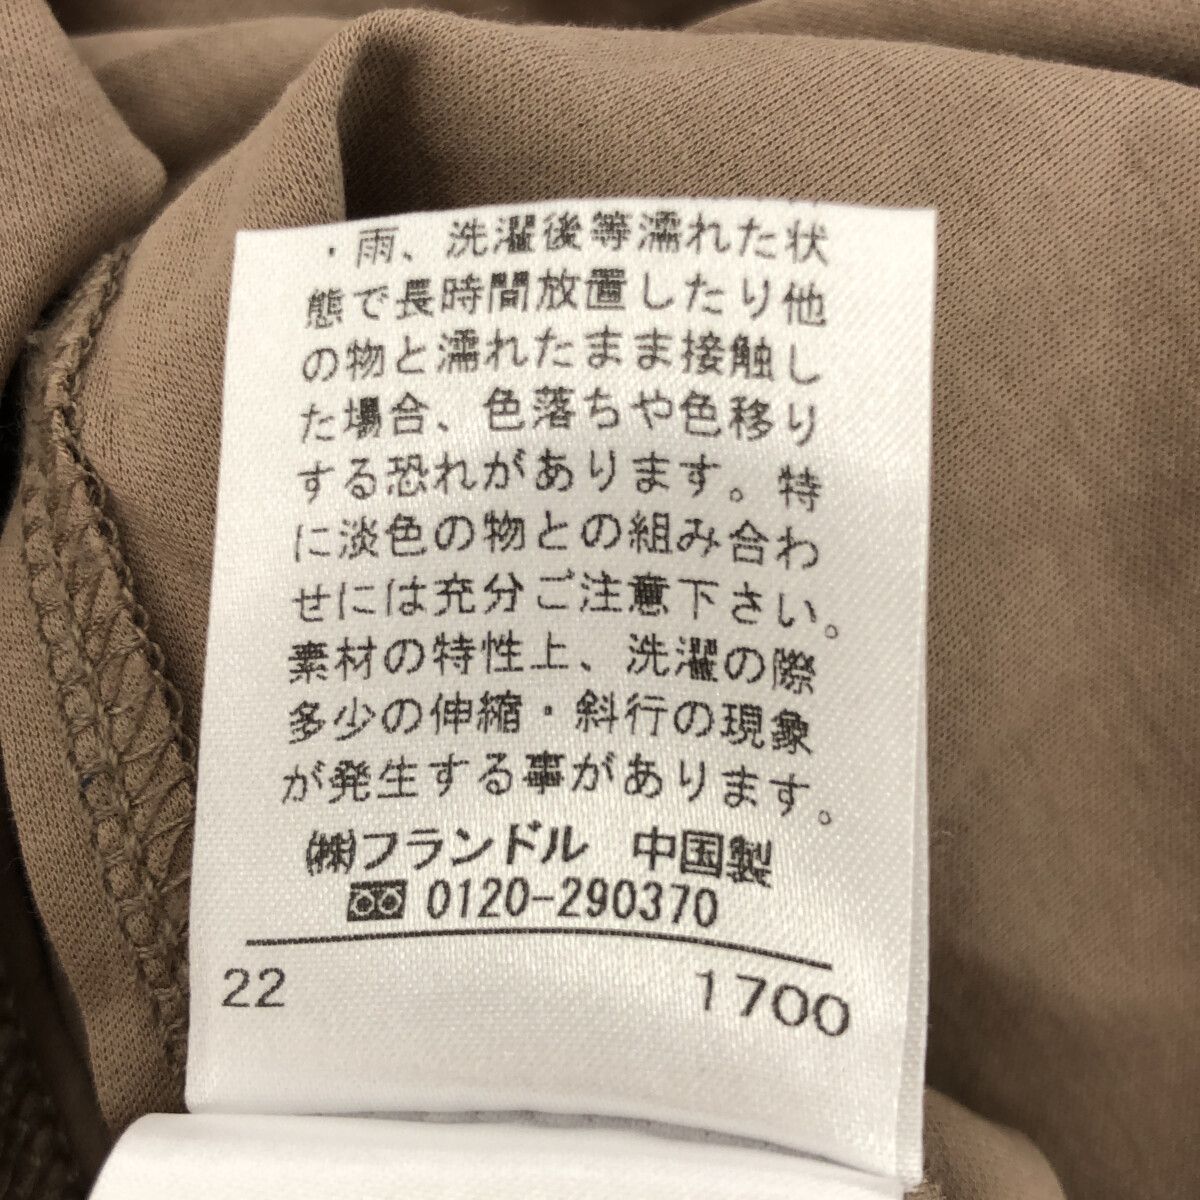 ・雨、洗濯後等濡れた状
態で長時間放置したり他
の物と濡れたまま接触し
た場合、色落ちや色移り
する恐れがあります。特
に淡色の物との組み合わ
せには充分ご注意下さい。
素材の特性上、洗濯の際
多少の伸縮・斜行の現象
が発生する事があります。
㈱フランドル 中国製
0120-290370
22 1700